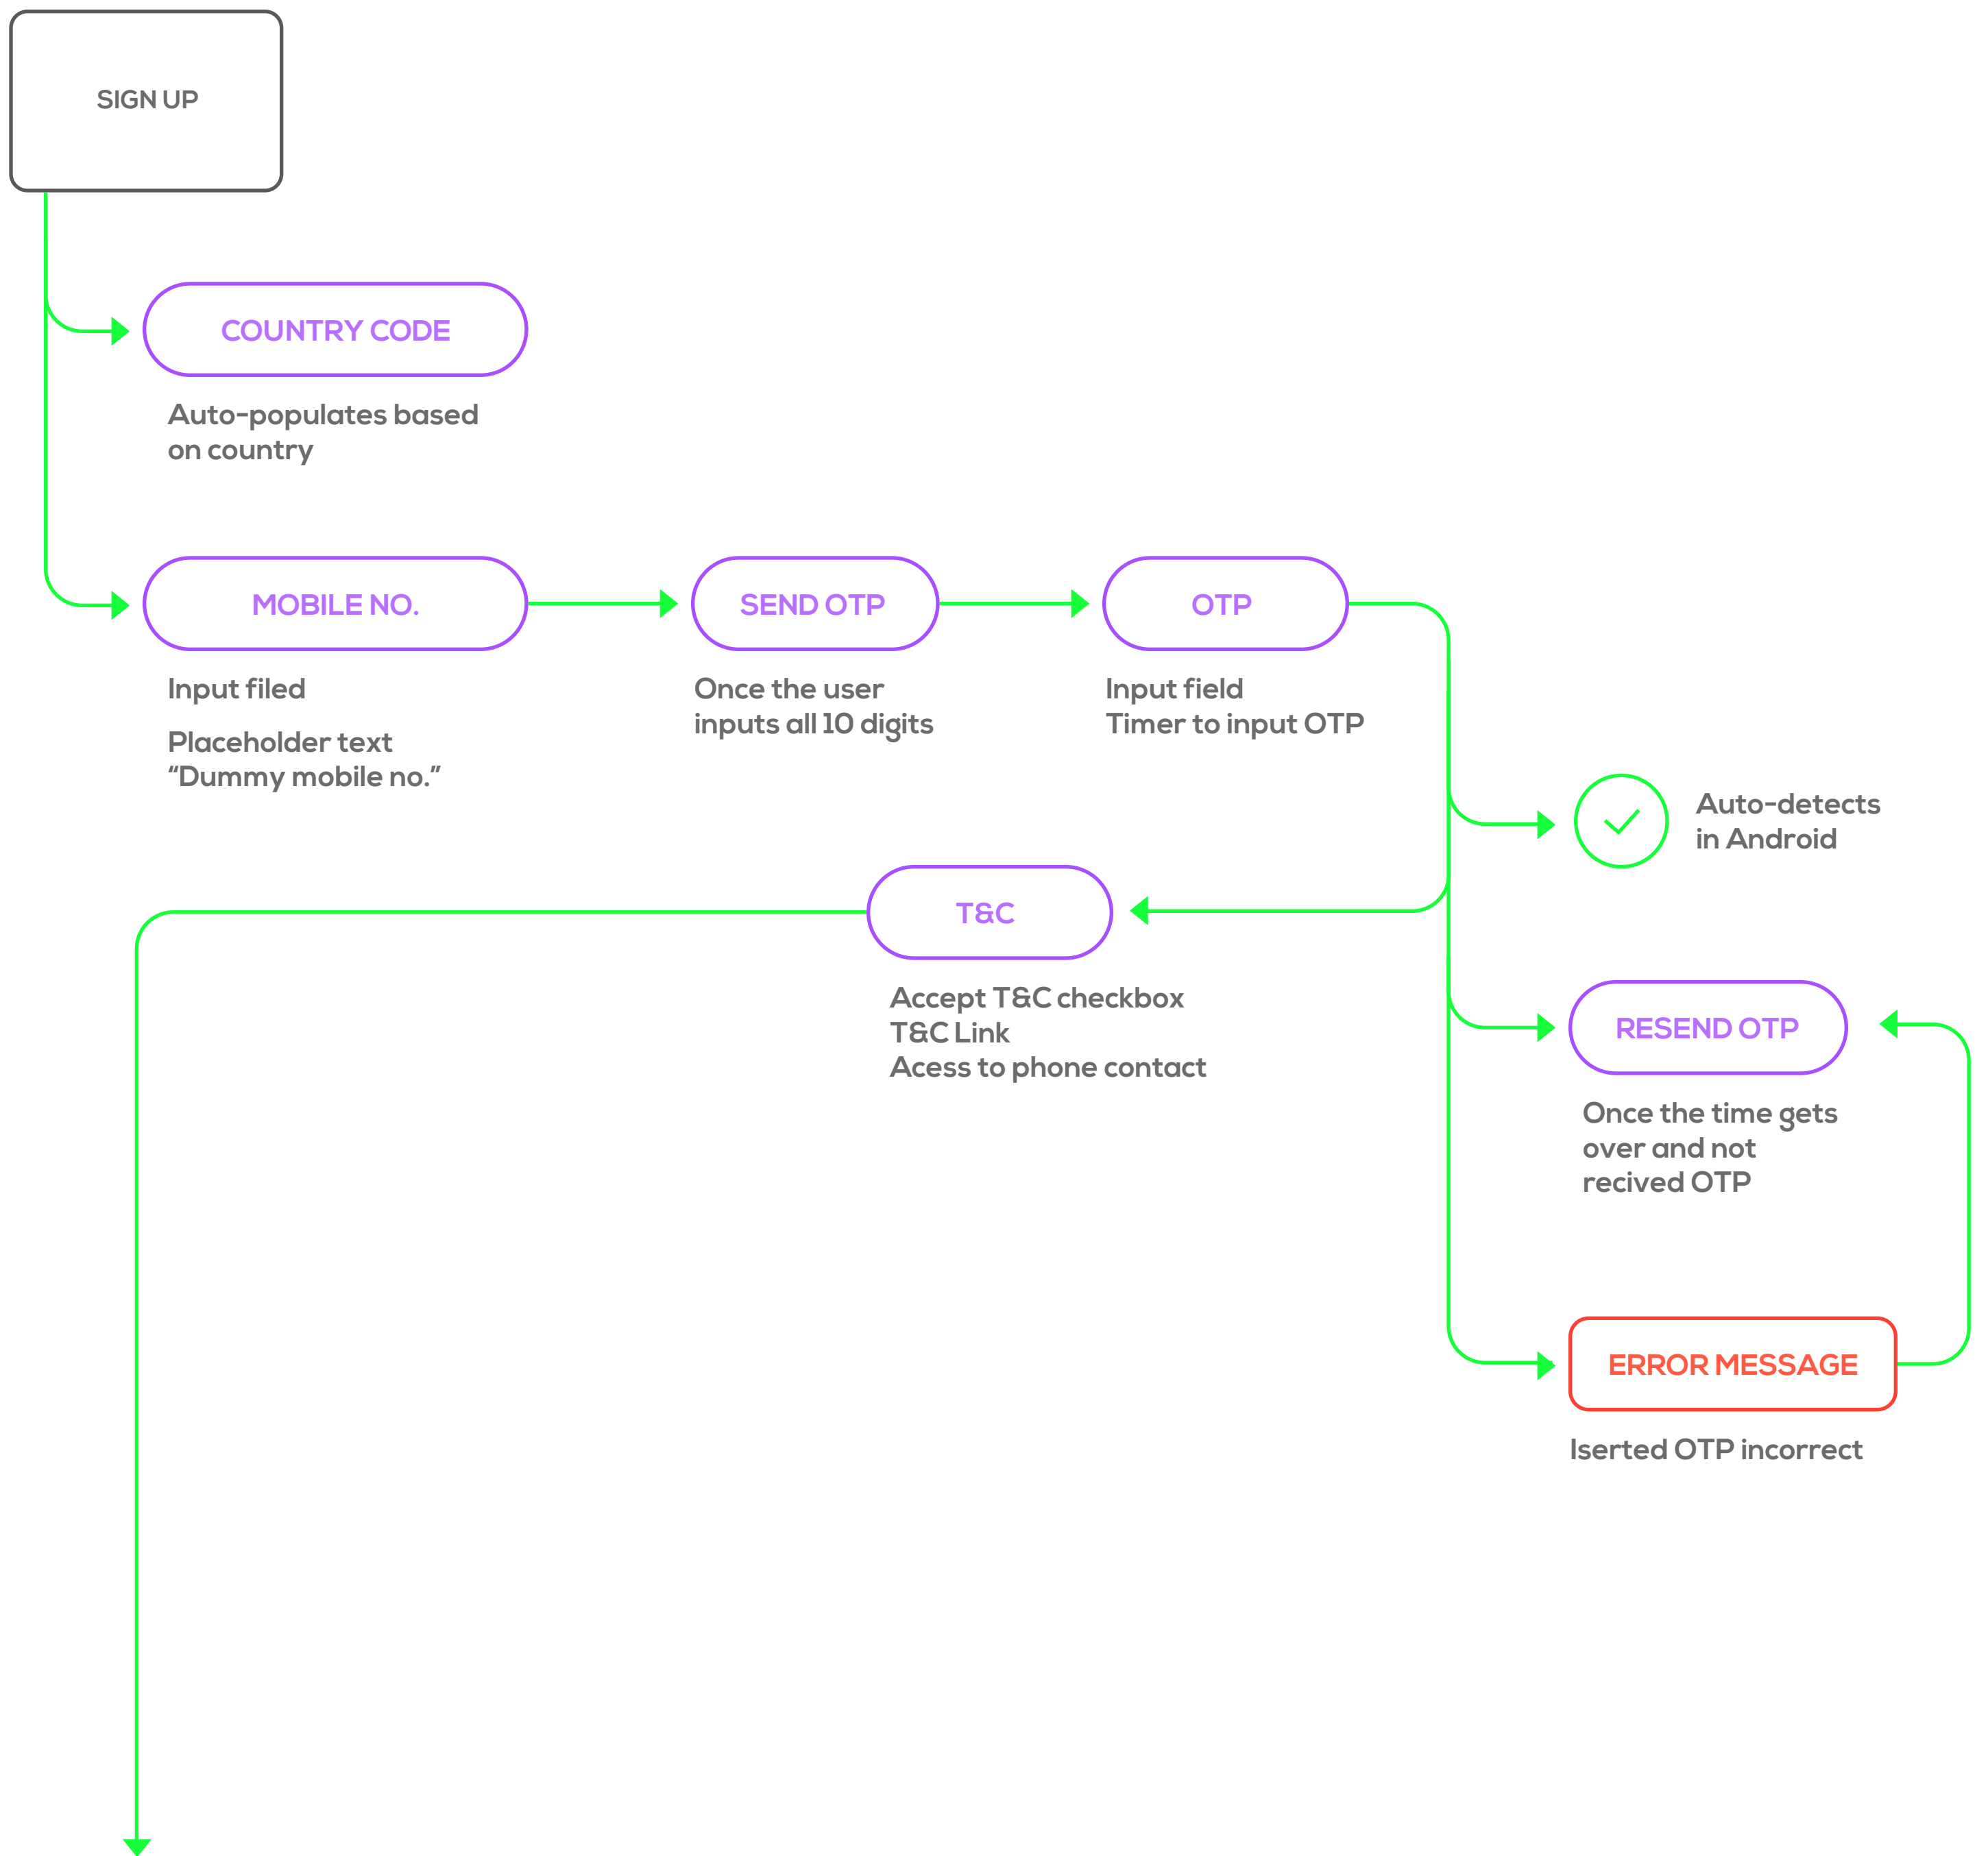 SIGN UP
COUNTRY CODE
Auto-populates based
on country
MOBILE NO.
Input filed
Placeholder text
“Dummy mobile no.”
SEND OTP
Once the user
inputs all 10 digits
OTP
Input field
Timer to input OTP
Auto-detects
in Android
T&C
Accept T&C checkbox
T&C Link
Acess to phone contact
RESEND OTP
Once the time gets
over and not
recived OTP
ERROR MESSAGE
Iserted OTP incorrect